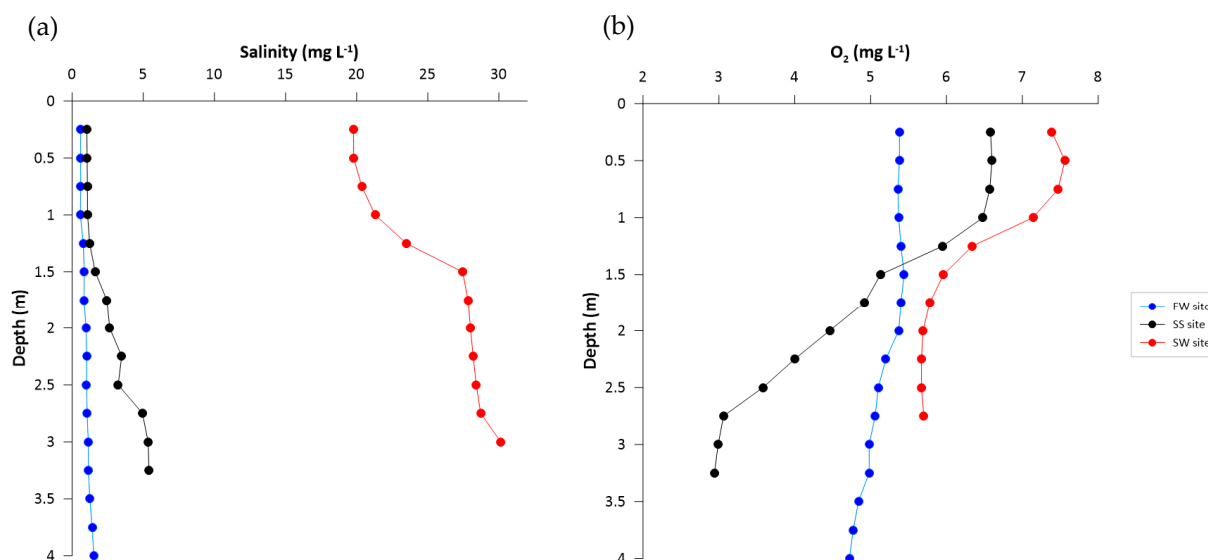 (a)
Salinity (mg L⁻¹)
0 5 10 15 20 25 30
0
0.5
1
1.5
2
2.5
3
3.5
4
Depth (m)
(b)
O₂ (mg L⁻¹)
2 3 4 5 6 7 8
0
0.5
1
1.5
2
2.5
3
3.5
4
Depth (m)
FW site
SS site
SW site